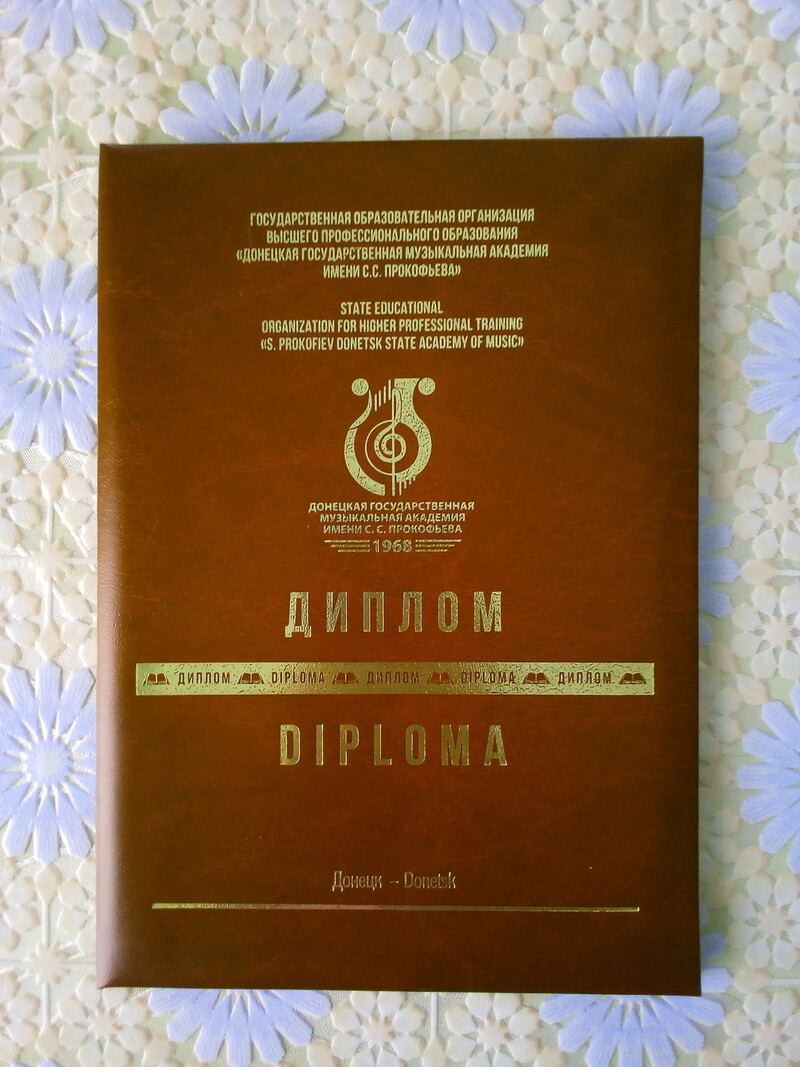 ГОСУДАРСТВЕННАЯ ОБРАЗОВАТЕЛЬНАЯ ОРГАНИЗАЦИЯ
ВЫСШЕГО ПРОФЕССИОНАЛЬНОГО ОБРАЗОВАНИЯ
«ДОНЕЦКАЯ ГОСУДАРСТВЕННАЯ МУЗЫКАЛЬНАЯ АКАДЕМИЯ
ИМЕНИ С.С. ПРОКОФЬЕВА»
STATE EDUCATIONAL
ORGANIZATION FOR HIGHER PROFESSIONAL TRAINING
«S. PROKOFIEV DONETSK STATE ACADEMY OF MUSIC»
ДОНЕЦКАЯ ГОСУДАРСТВЕННАЯ
МУЗЫКАЛЬНАЯ АКАДЕМИЯ
ИМЕНИ С. С. ПРОКОФЬЕВА
1968
ДИПЛОМ
ДИПЛОМ DIPLOMA ДИПЛОМ DIPLOMA ДИПЛОМ
DIPLOMA
Донецк – Donetsk